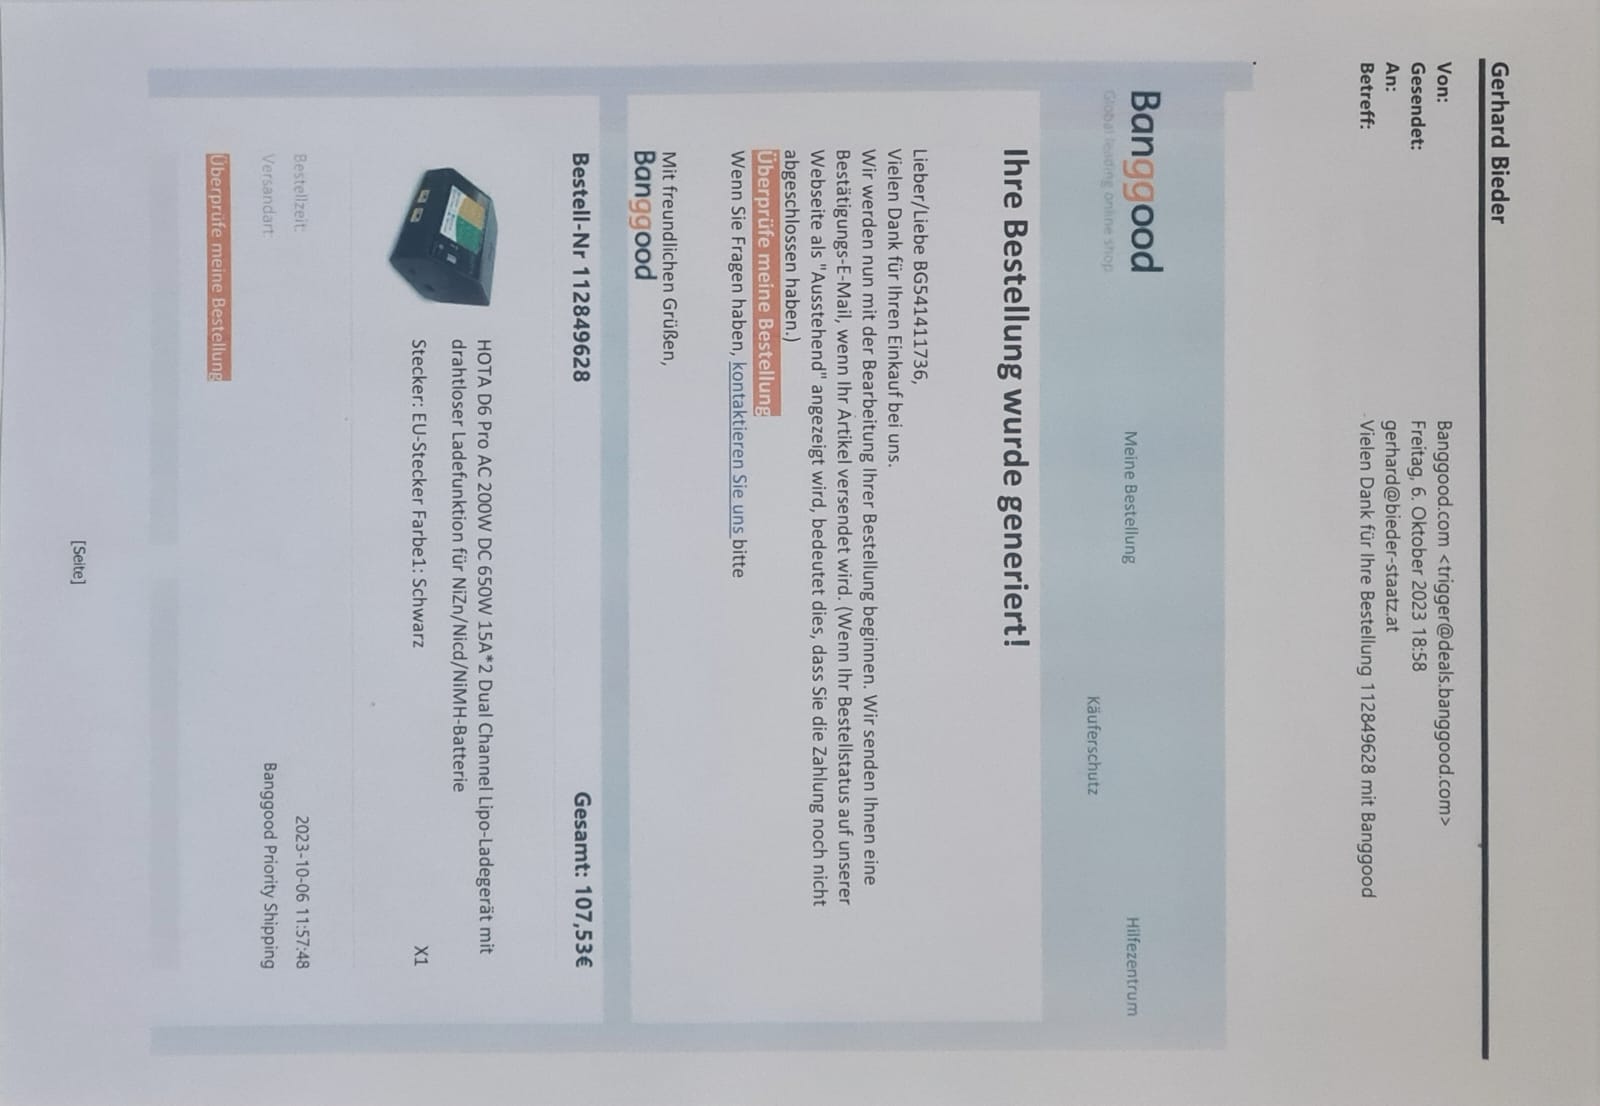 Gerhard Bieder
Von: Banggood.com <trigger@deals.banggood.com>
Gesendet: Freitag, 6. Oktober 2023 18:58
An: gerhard@bieder-staatz.at
Betreff: Vielen Dank für Ihre Bestellung 112849628 mit Banggood
Banggood
Global leading online shop
Meine Bestellung
Käuferschutz
Hilfezentrum
Ihre Bestellung wurde generiert!
Lieber/Liebe BG541411736,
Vielen Dank für Ihren Einkauf bei uns.
Wir werden nun mit der Bearbeitung Ihrer Bestellung beginnen. Wir senden Ihnen eine
Bestätigungs-E-Mail, wenn Ihr Artikel versendet wird. (Wenn Ihr Bestellstatus auf unserer
Webseite als "Ausstehend" angezeigt wird, bedeutet dies, dass Sie die Zahlung noch nicht
abgeschlossen haben.)
Überprüfe meine Bestellung
Wenn Sie Fragen haben, kontaktieren Sie uns bitte
Mit freundlichen Grüßen,
Banggood
Bestell-Nr 112849628 Gesamt: 107,53€
HOTA D6 Pro AC 200W DC 650W 15A*2 Dual Channel Lipo-Ladegerät mit
drahtloser Ladefunktion für NiZn/Nicd/NiMH-Batterie
Stecker: EU-Stecker Farbe1: Schwarz X1
Bestellzeit: 2023-10-06 11:57:48
Versandart: Banggood Priority Shipping
Überprüfe meine Bestellung
[Seite]